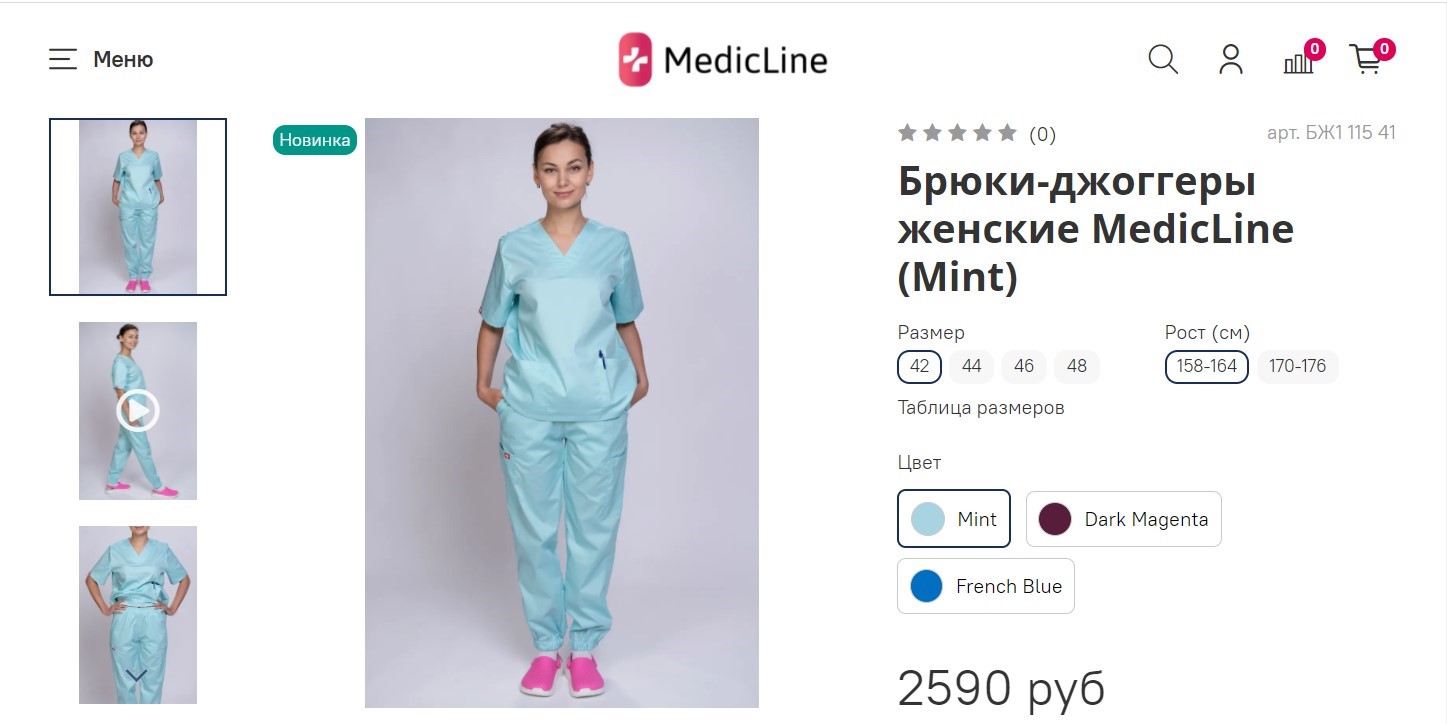 Меню
MedicLine
0
0
Новинка
(0)
арт. БЖ1 115 41
Брюки-джоггеры
женские MedicLine
(Mint)
Размер
Рост (см)
42 44 46 48
158-164 170-176
Таблица размеров
Цвет
Mint
Dark Magenta
French Blue
2590 руб